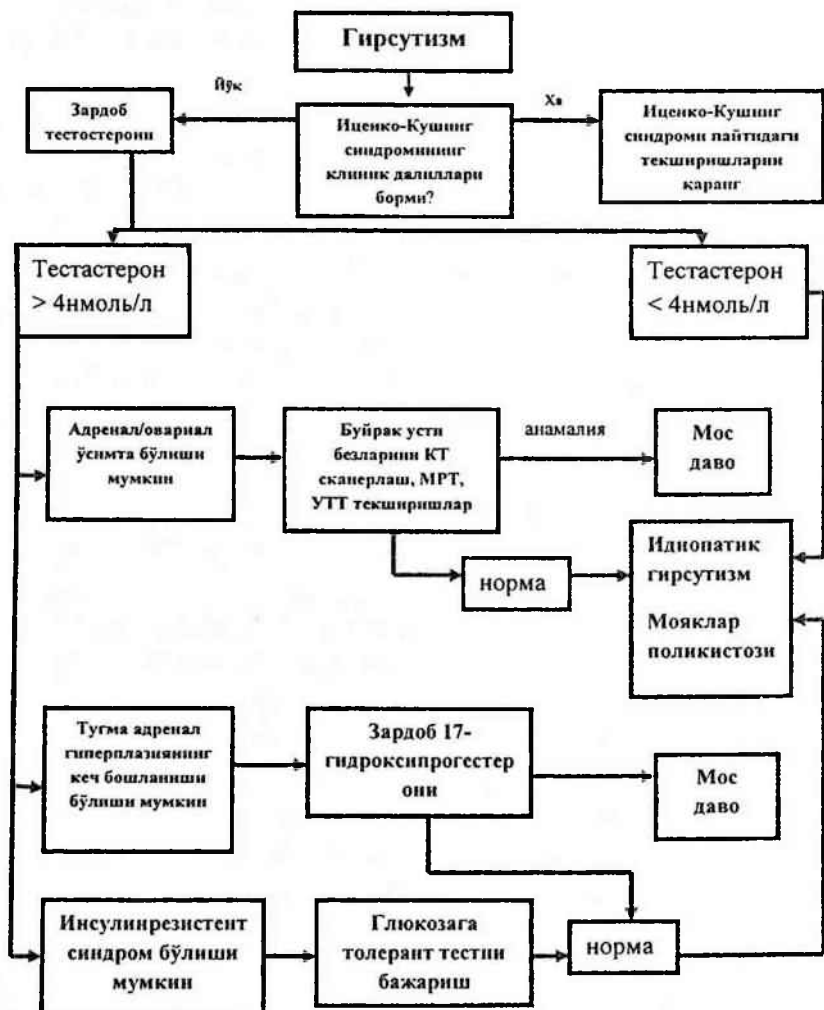 Гирсутизм
Йўқ
Ха
Зардоб
тестостерони
Иценко-Кушинг
синдромининг
клиник далиллари
борми?
Иценко-Кушинг
синдроми пайтидаги
текширишларни
каранг
Тестастерон
> 4нмоль/л
Тестастерон
< 4нмоль/л
Адренал/овариал
ўсимта бўлиши
мумкин
Буйрак усти
безларини КТ
сканерлаш, МРТ,
УТТ текширишлар
анамалия
Мос
даво
норма
Идиопатик
гирсутизм
Мояклар
поликистози
Тугма адренал
гиперплазиянинг
кеч бошланиши
бўлиши мумкин
Зардоб 17-
гидроксипрогестер
они
Мос
даво
Инсулинрезистент
синдром бўлиши
мумкин
Глюкозага
толерант тестни
бажариш
норма